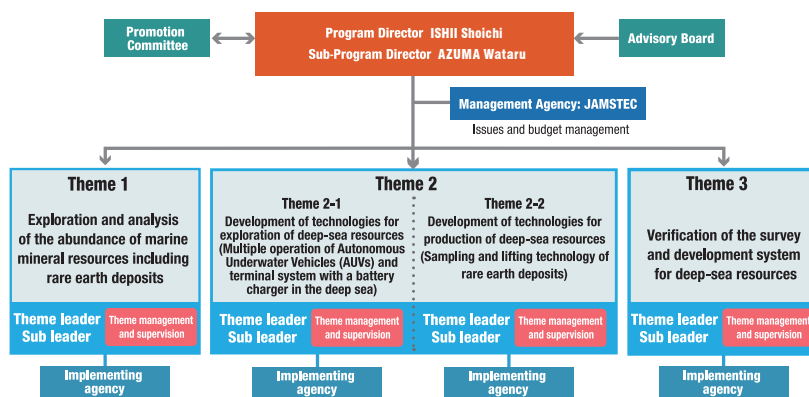 Promotion
Committee
Program Director ISHII Shoichi
Sub-Program Director AZUMA Wataru
Advisory Board
Management Agency: JAMSTEC
Issues and budget management
Theme 1
Exploration and analysis
of the abundance of marine
mineral resources including
rare earth deposits
Theme leader
Sub leader
Theme management
and supervision
Implementing
agency
Theme 2
Theme 2-1
Development of technologies for
exploration of deep-sea resources
(Multiple operation of Autonomous
Underwater Vehicles (AUVs) and
terminal system with a battery
charger in the deep sea)
Theme leader
Sub leader
Theme management
and supervision
Implementing
agency
Theme 2-2
Development of technologies for
production of deep-sea resources
(Sampling and lifting technology of
rare earth deposits)
Theme leader
Sub leader
Theme management
and supervision
Implementing
agency
Theme 3
Verification of the survey
and development system
for deep-sea resources
Theme leader
Sub leader
Theme management
and supervision
Implementing
agency